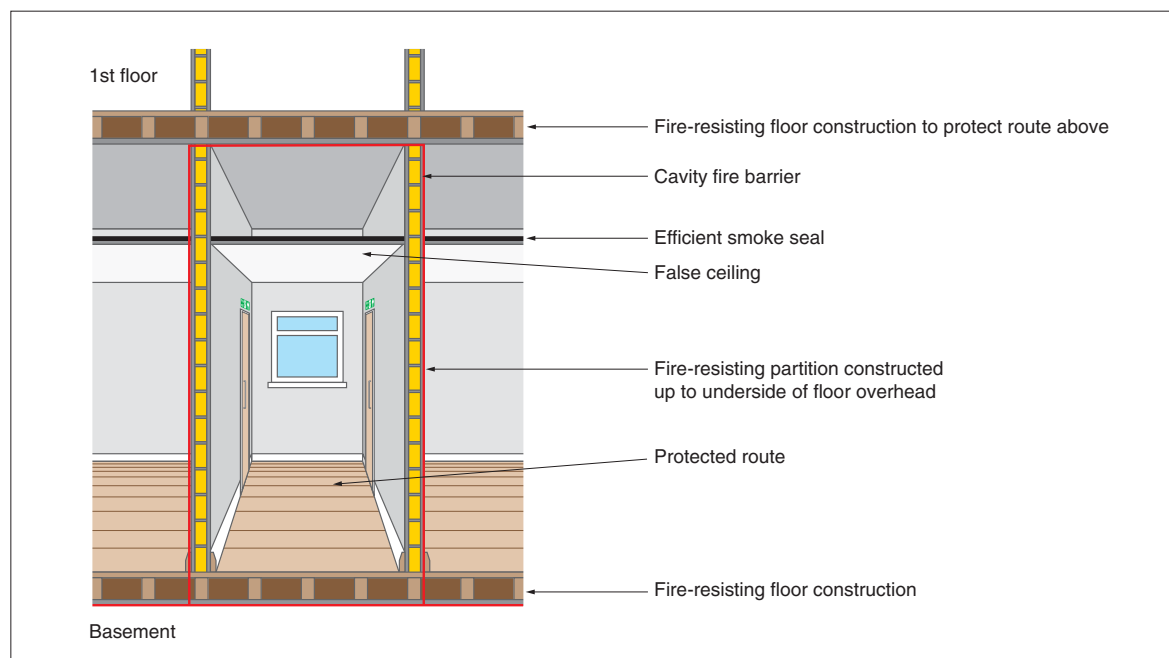 1st floor
Fire-resisting floor construction to protect route above
Cavity fire barrier
Efficient smoke seal
False ceiling
Fire-resisting partition constructed
up to underside of floor overhead
Protected route
Fire-resisting floor construction
Basement